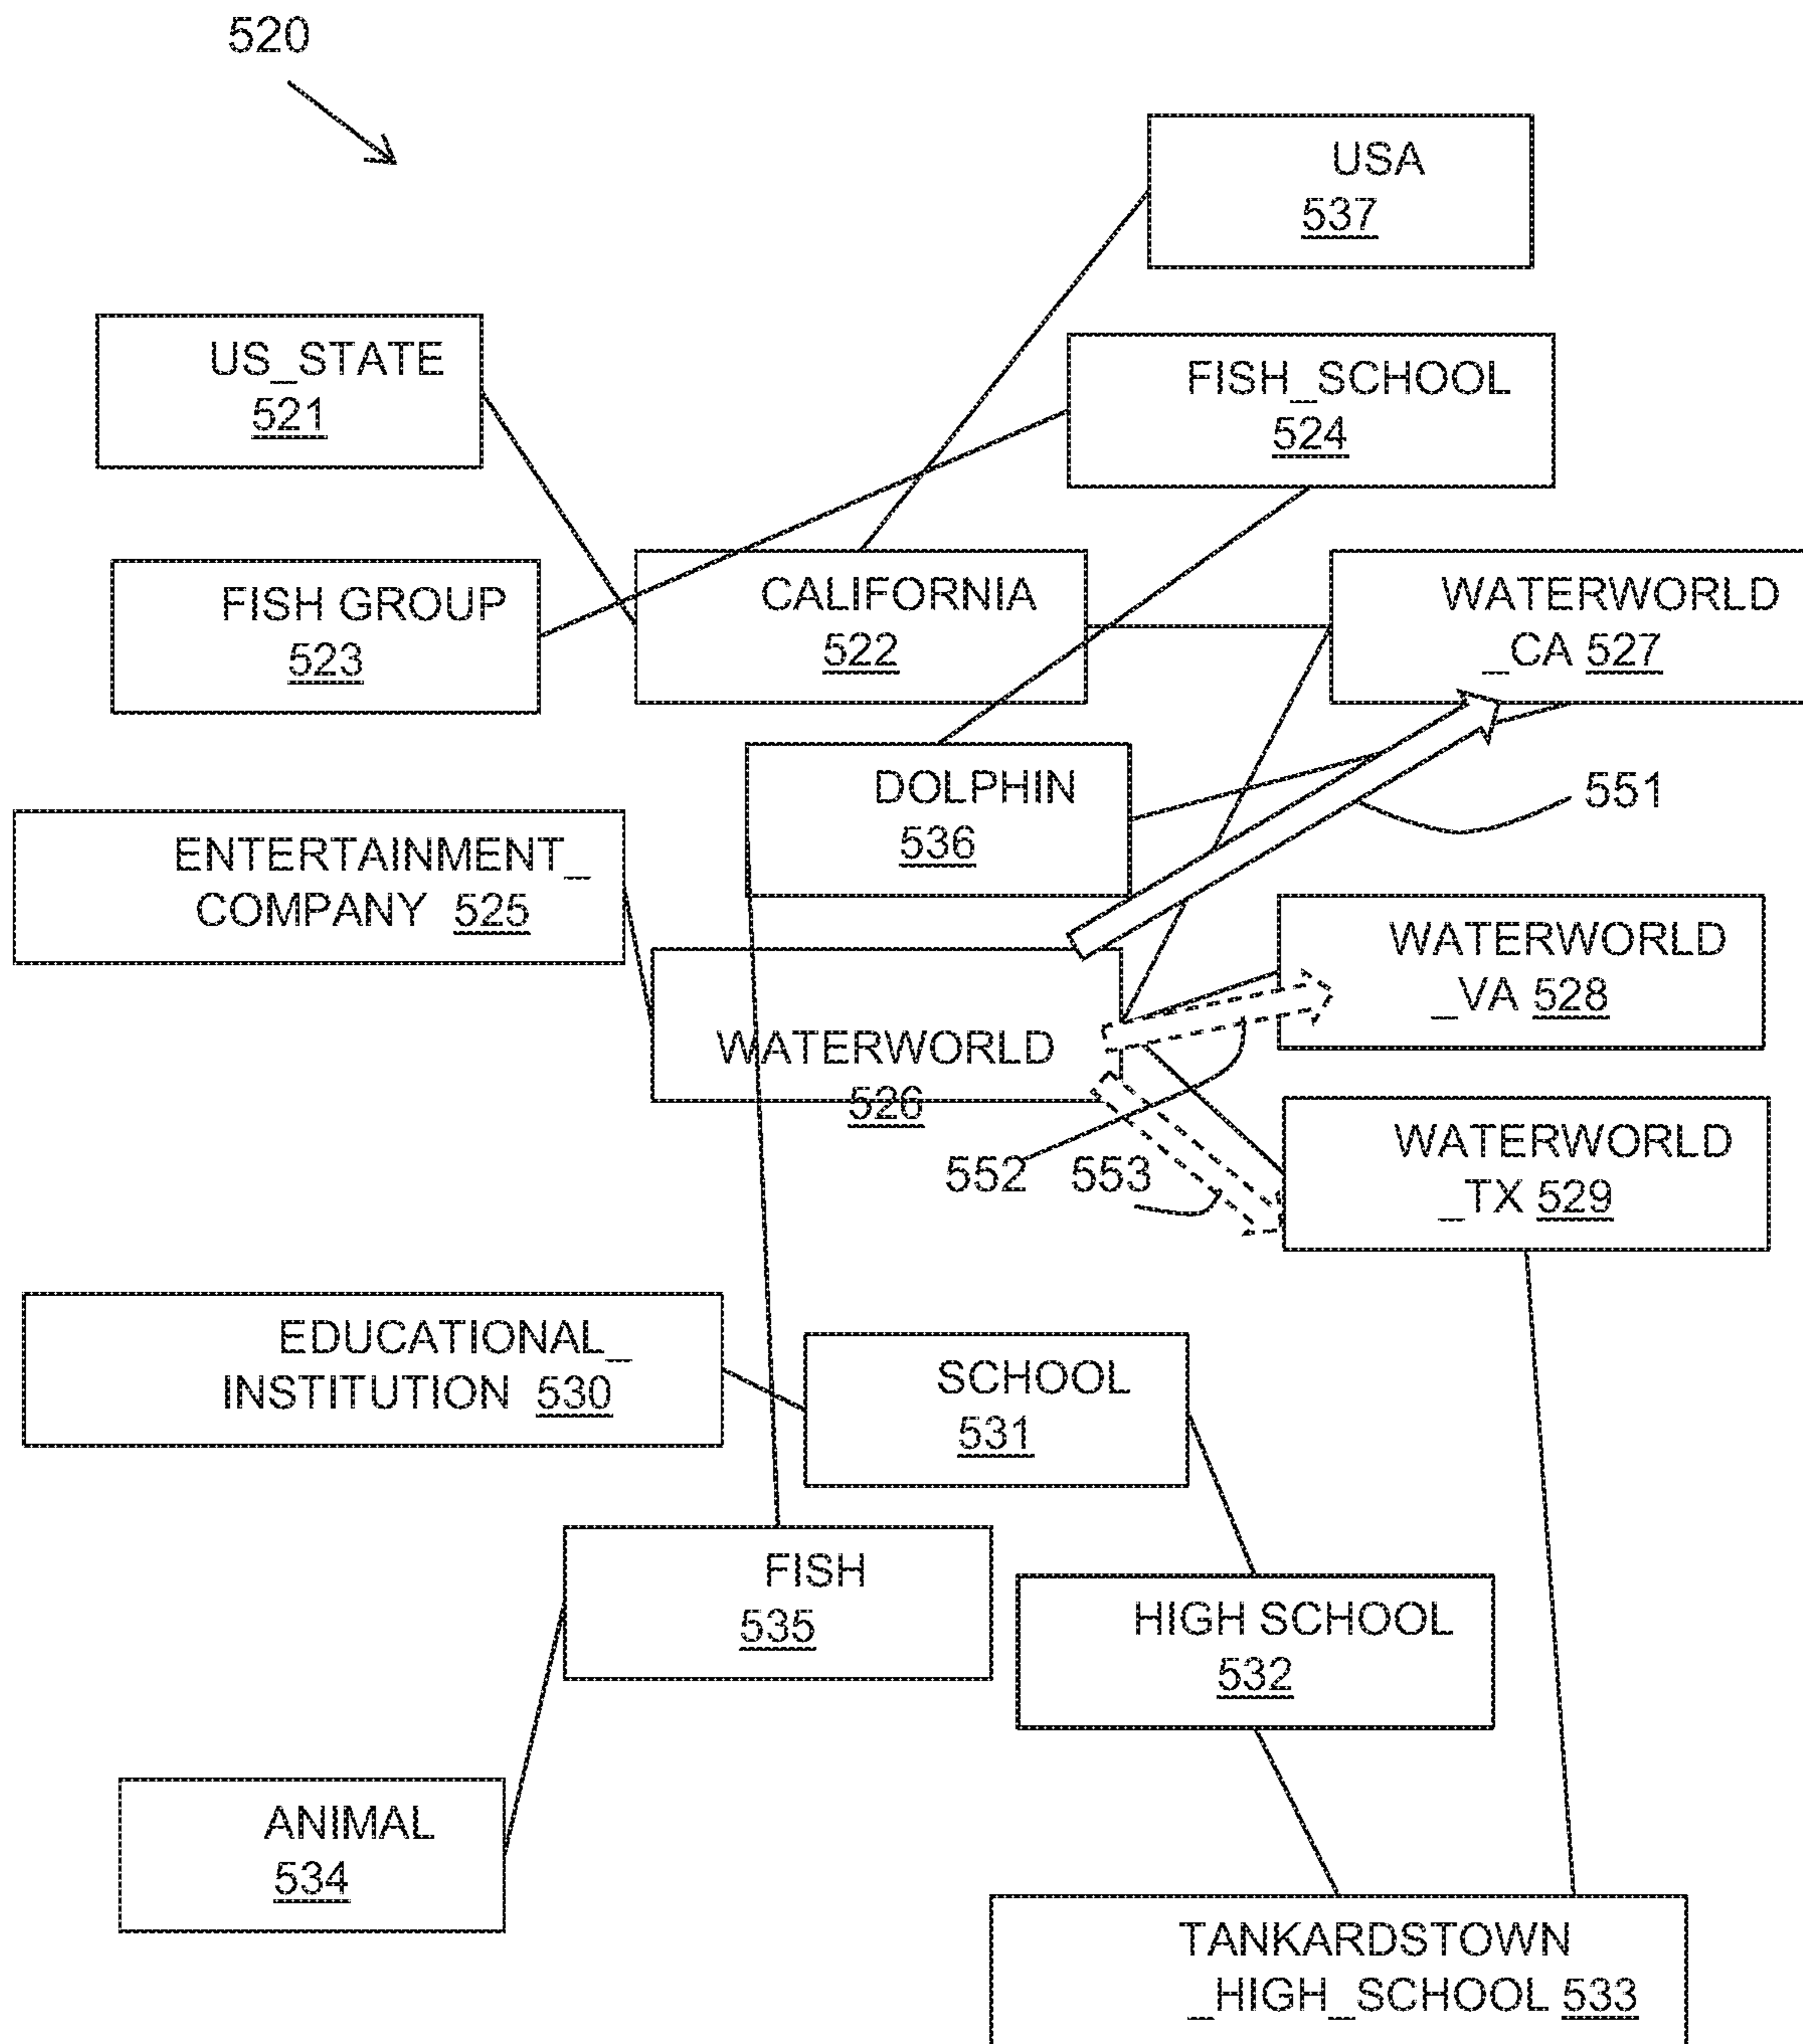 520
USA
537
US_STATE
521
FISH_SCHOOL
524
FISH GROUP
523
CALIFORNIA
522
WATERWORLD
_CA 527
DOLPHIN
536
551
ENTERTAINMENT_
COMPANY 525
WATERWORLD
_VA 528
WATERWORLD
526
552
553
WATERWORLD
_TX 529
EDUCATIONAL_
INSTITUTION 530
SCHOOL
531
FISH
535
HIGH SCHOOL
532
ANIMAL
534
TANKARDSTOWN
_HIGH_SCHOOL 533